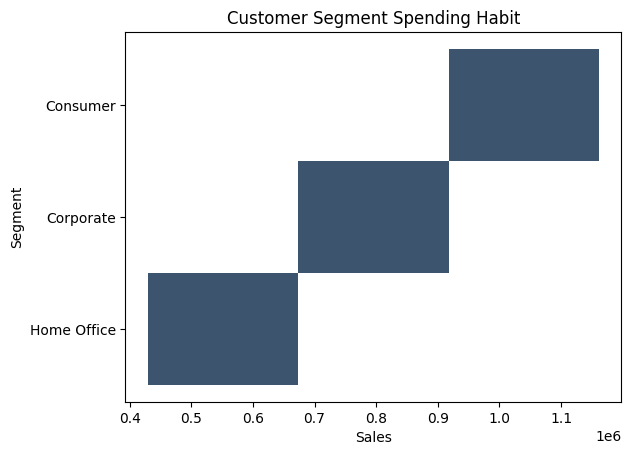 Customer Segment Spending Habit
Consumer
Corporate
Home Office
Segment
0.4 0.5 0.6 0.7 0.8 0.9 1.0 1.1
1e6
Sales